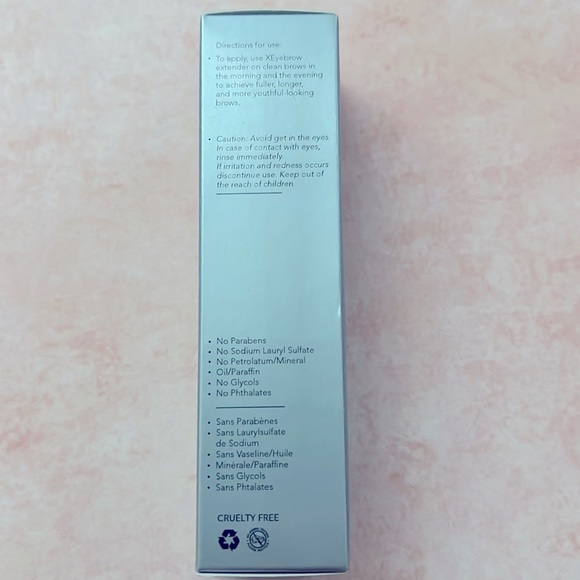 Directions for use:
• To apply, use XEyebrow
extender on clean brows in
the morning and the evening
to achieve fuller, longer,
and more youthful-looking
brows.
• Caution: Avoid get in the eyes.
In case of contact with eyes,
rinse immediately.
If irritation and redness occurs
discontinue use. Keep out of
the reach of children.
• No Parabens
• No Sodium Lauryl Sulfate
• No Petrolatum/Mineral
• Oil/Paraffin
• No Glycols
• No Phthalates
• Sans Parabènes
• Sans Laurylsulfate
de Sodium
• Sans Vaseline/Huile
• Minérale/Paraffine
• Sans Glycols
• Sans Phtalates
CRUELTY FREE